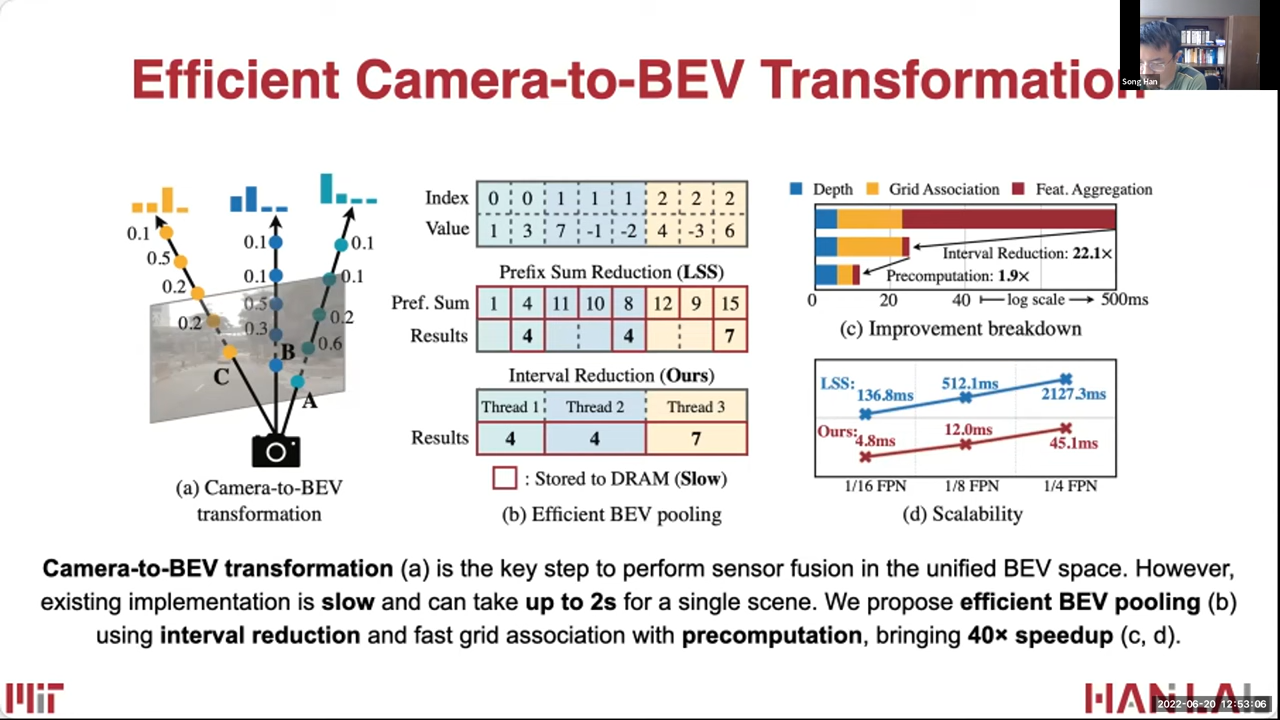 Efficient Camera-to-BEV Transformation
Song Han
0.1
0.5
0.2
0.2
C
0.1
0.1
0.5
0.3
B
0.1
0.1
0.2
0.6
A
(a) Camera-to-BEV
transformation
Index 0 0 1 1 1 2 2 2
Value 1 3 7 -1 -2 4 -3 6
Prefix Sum Reduction (LSS)
Pref. Sum 1 4 11 10 8 12 9 15
Results 4 4 7
Interval Reduction (Ours)
Thread 1 Thread 2 Thread 3
Results 4 4 7
: Stored to DRAM (Slow)
(b) Efficient BEV pooling
Depth Grid Association Feat. Aggregation
Interval Reduction: 22.1×
Precomputation: 1.9×
0 20 40 log scale 500ms
(c) Improvement breakdown
LSS: 136.8ms 512.1ms 2127.3ms
Ours: 4.8ms 12.0ms 45.1ms
1/16 FPN 1/8 FPN 1/4 FPN
(d) Scalability
Camera-to-BEV transformation (a) is the key step to perform sensor fusion in the unified BEV space. However,
existing implementation is slow and can take up to 2s for a single scene. We propose efficient BEV pooling (b)
using interval reduction and fast grid association with precomputation, bringing 40× speedup (c, d).
MIT
HAN LAB
2022-06-20 12:53:06